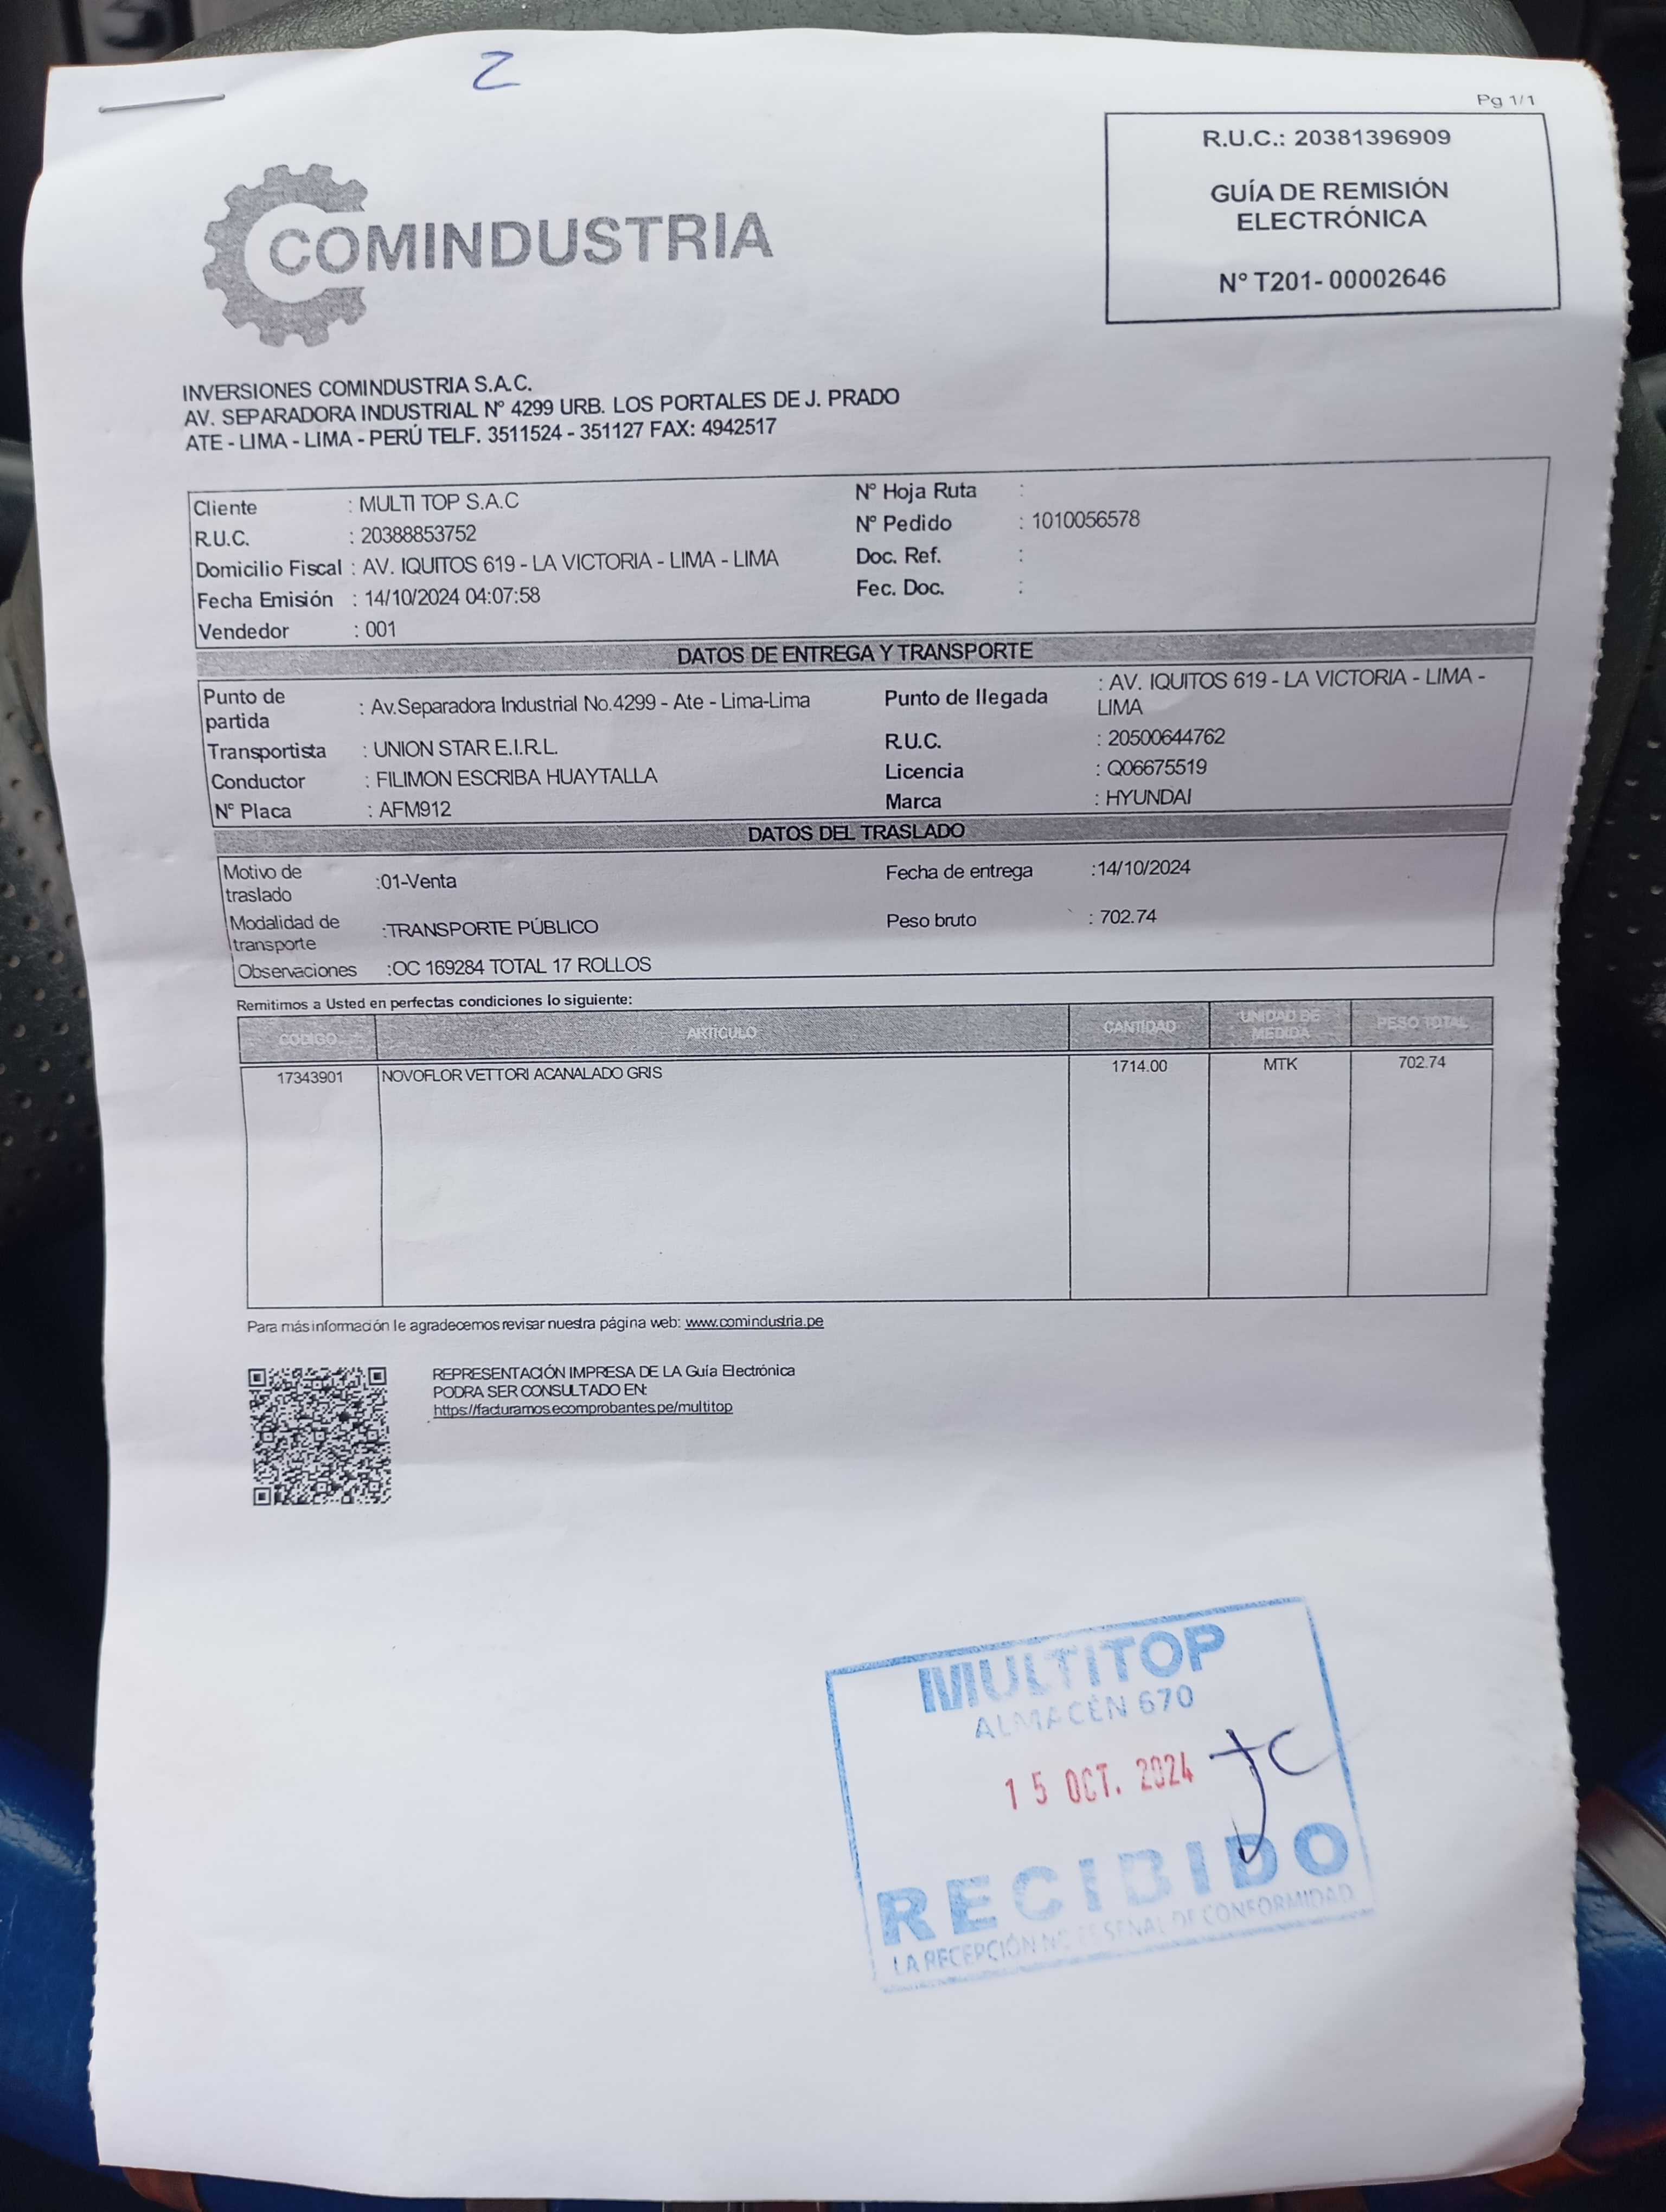 2
Pg 1/1
R.U.C.: 20381396909
GUÍA DE REMISIÓN
ELECTRÓNICA
Nº T201- 00002646
COMINDUSTRIA
INVERSIONES COMINDUSTRIA S.A.C.
AV. SEPARADORA INDUSTRIAL Nº 4299 URB. LOS PORTALES DE J. PRADO
ATE - LIMA - LIMA - PERÚ TELF. 3511524 - 351127 FAX: 4942517
Cliente : MULTI TOP S.A.C
R.U.C. : 20388853752
Domicilio Fiscal : AV. IQUITOS 619 - LA VICTORIA - LIMA - LIMA
Fecha Emisión : 14/10/2024 04:07:58
Vendedor : 001
Nº Hoja Ruta :
Nº Pedido : 1010056578
Doc. Ref. :
Fec. Doc. :
DATOS DE ENTREGA Y TRANSPORTE
Punto de
partida : Av.Separadora Industrial No.4299 - Ate - Lima-Lima
Transportista : UNION STAR E.I.R.L.
Conductor : FILIMON ESCRIBA HUAYTALLA
Nº Placa : AFM912
Punto de llegada : AV. IQUITOS 619 - LA VICTORIA - LIMA -
LIMA
R.U.C. : 20500644762
Licencia : Q06675519
Marca : HYUNDAI
DATOS DEL TRASLADO
Motivo de
traslado :01-Venta
Modalidad de
transporte :TRANSPORTE PÚBLICO
Observaciones :OC 169284 TOTAL 17 ROLLOS
Fecha de entrega :14/10/2024
Peso bruto : 702.74
Remitimos a Usted en perfectas condiciones lo siguiente:
CÓDIGO ARTÍCULO CANTIDAD UNIDAD DE MEDIDA PESO TOTAL
17343901 NOVOFLOR VETTORI ACANALADO GRIS 1714.00 MTK 702.74
Para más información le agradecemos revisar nuestra página web: www.comindustria.pe
REPRESENTACIÓN IMPRESA DE LA Guía Electrónica
PODRA SER CONSULTADO EN:
https://facturamos.ecomprobantes.pe/multitop
MULTITOP
ALMACÉN 670
15 OCT. 2024
RECIBIDO
LA RECEPCIÓN NO ES SEÑAL DE CONFORMIDAD